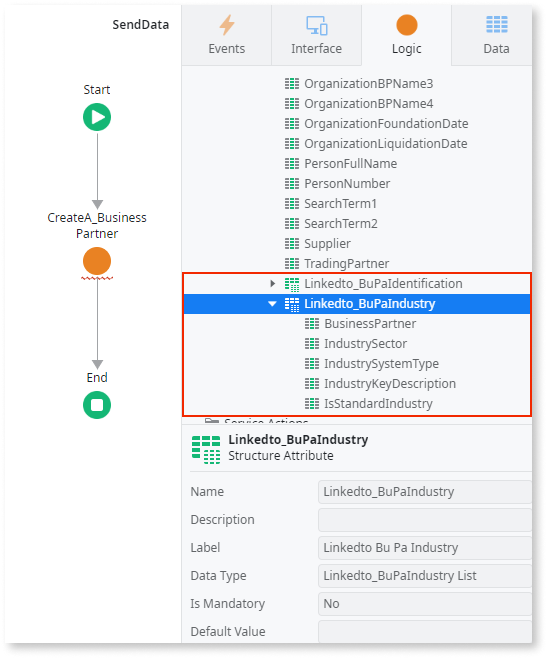 SendData
Start
CreateA_Business
Partner
End
Events
Interface
Logic
Data
OrganizationBPName3
OrganizationBPName4
OrganizationFoundationDate
OrganizationLiquidationDate
PersonFullName
PersonNumber
SearchTerm1
SearchTerm2
Supplier
TradingPartner
Linkedto_BuPaIdentification
Linkedto_BuPaIndustry
BusinessPartner
IndustrySector
IndustrySystemType
IndustryKeyDescription
IsStandardIndustry
Service Actions
Linkedto_BuPaIndustry
Structure Attribute
Name
Linkedto_BuPaIndustry
Description
Label
Linkedto Bu Pa Industry
Data Type
Linkedto_BuPaIndustry List
Is Mandatory
No
Default Value